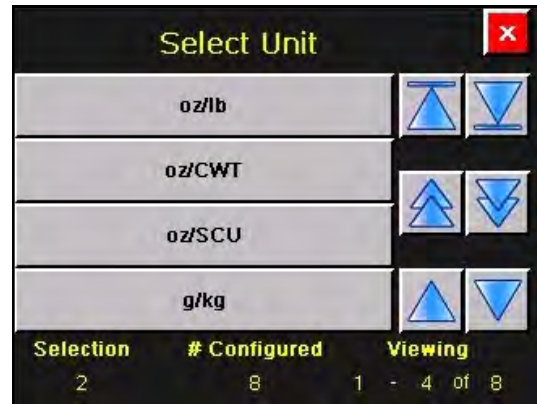 Select Unit x
oz/lb
oz/CWT
oz/SCU
g/kg
Selection # Configured Viewing
2 8 1 - 4 of 8